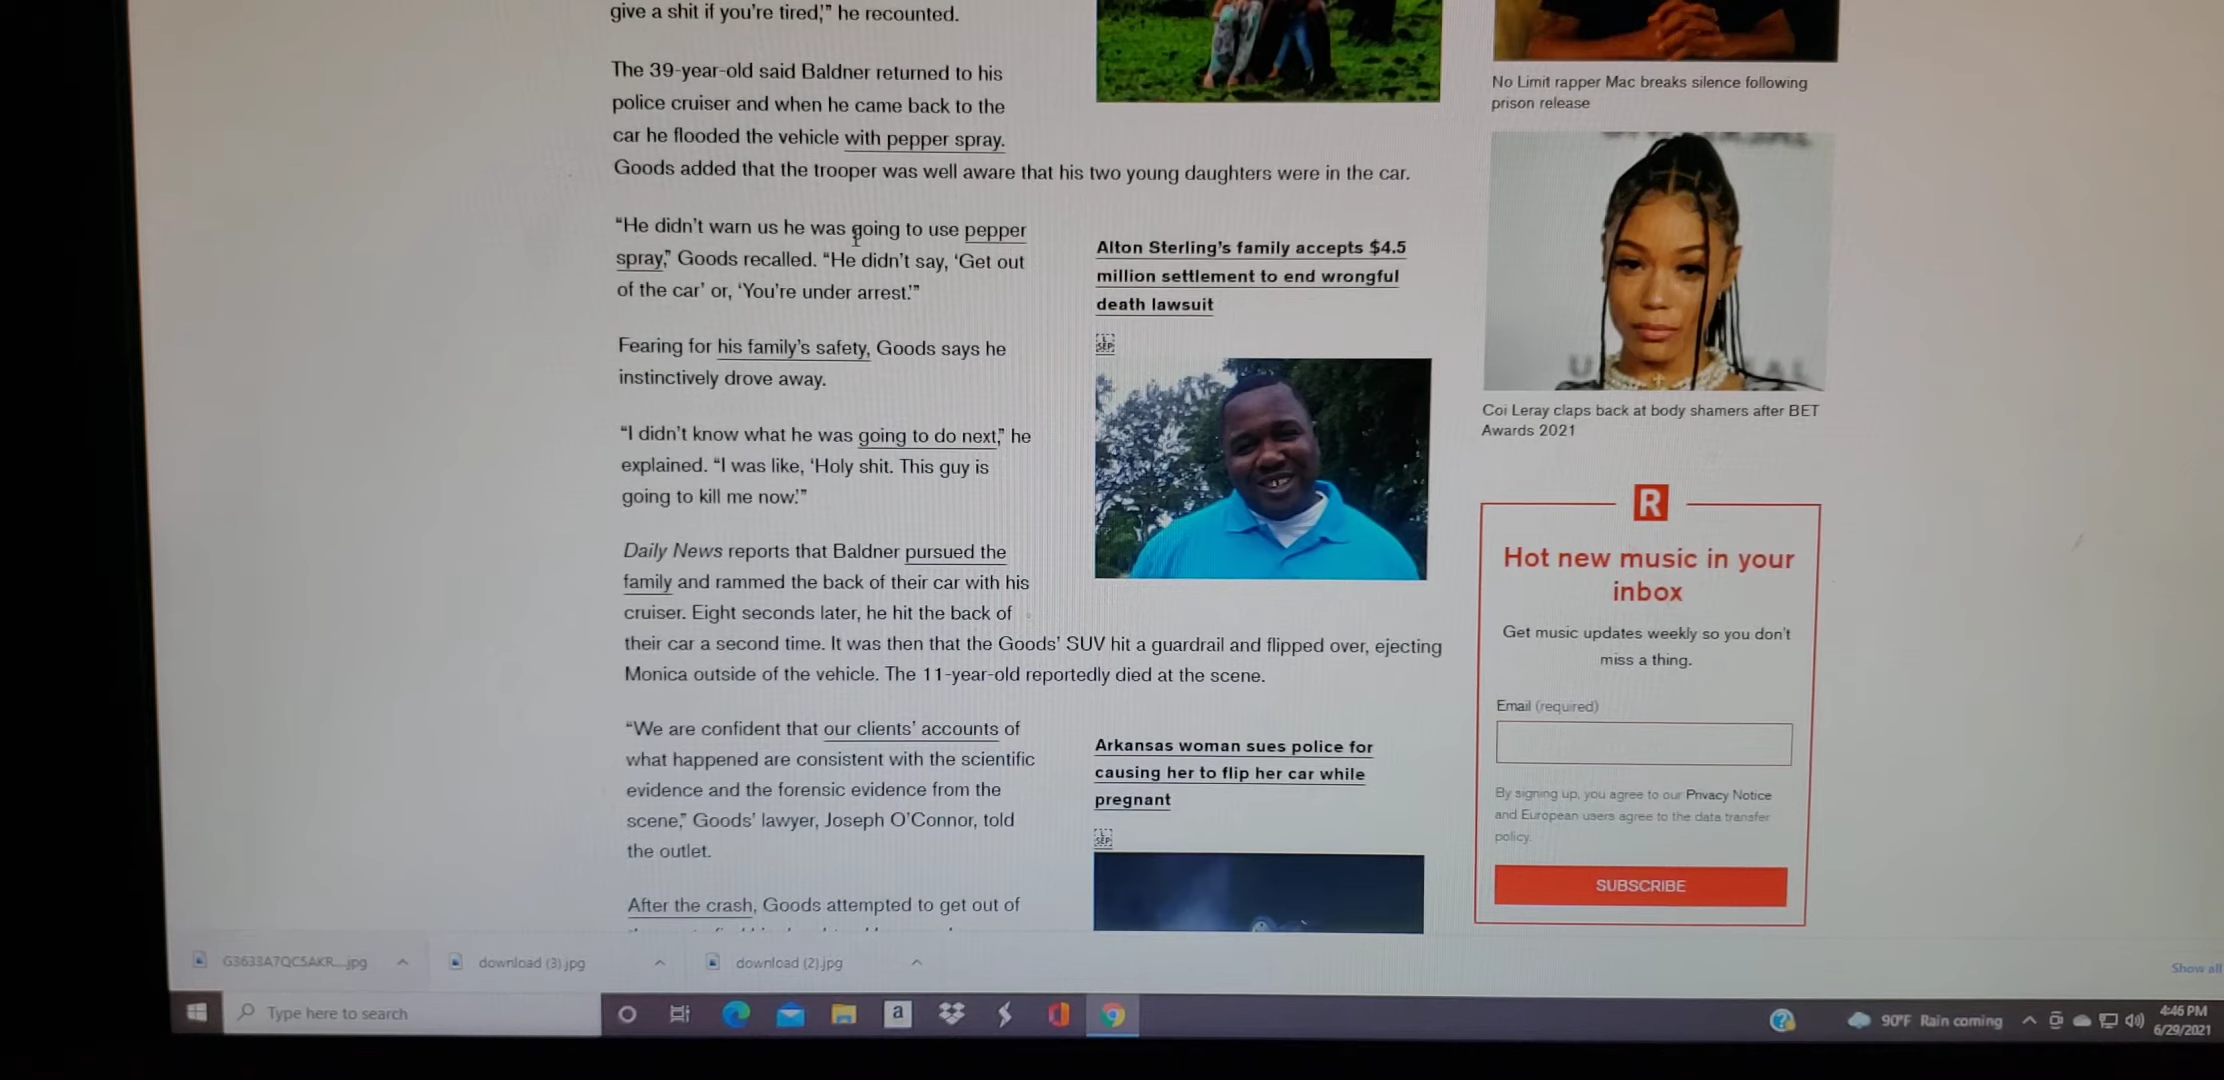 give a shit if you're tired,'” he recounted.
The 39-year-old said Baldner returned to his
police cruiser and when he came back to the
car he flooded the vehicle with pepper spray.
Goods added that the trooper was well aware that his two young daughters were in the car.
“He didn't warn us he was going to use pepper
spray,” Goods recalled. “He didn't say, ‘Get out
of the car’ or, ‘You're under arrest.’”
Fearing for his family's safety, Goods says he
instinctively drove away.
“I didn't know what he was going to do next,” he
explained. “I was like, ‘Holy shit. This guy is
going to kill me now.’”
Daily News reports that Baldner pursued the
family and rammed the back of their car with his
cruiser. Eight seconds later, he hit the back of
their car a second time. It was then that the Goods' SUV hit a guardrail and flipped over, ejecting
Monica outside of the vehicle. The 11-year-old reportedly died at the scene.
“We are confident that our clients' accounts of
what happened are consistent with the scientific
evidence and the forensic evidence from the
scene,” Goods' lawyer, Joseph O'Connor, told
the outlet.
After the crash, Goods attempted to get out of
Alton Sterling's family accepts $4.5
million settlement to end wrongful
death lawsuit
L SEP
Arkansas woman sues police for
causing her to flip her car while
pregnant
L SEP
No Limit rapper Mac breaks silence following
prison release
U AL
Coi Leray claps back at body shamers after BET
Awards 2021
R
Hot new music in your
inbox
Get music updates weekly so you don't
miss a thing.
Email (required)
By signing up, you agree to our Privacy Notice
and European users agree to the data transfer
policy.
SUBSCRIBE
G3633A7QC5AKR....jpg
download (3).jpg
download (2).jpg
Show all
Type here to search
a
90°F Rain coming
4:46 PM
6/29/2021